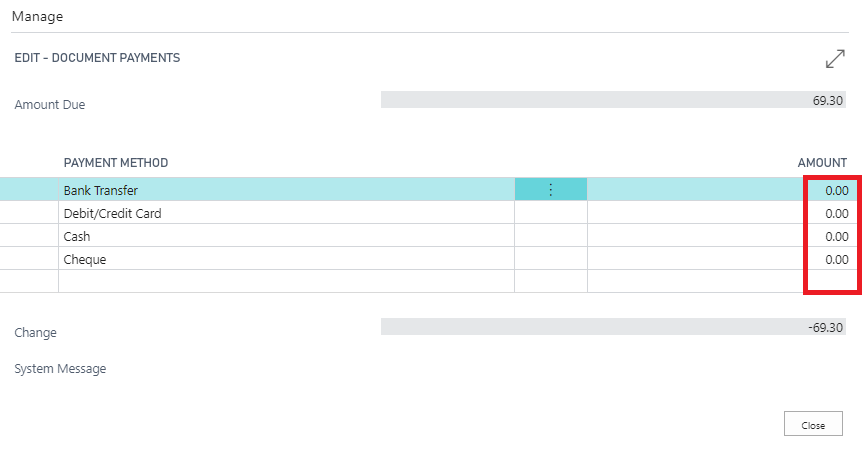 Manage
EDIT - DOCUMENT PAYMENTS
Amount Due 69.30
PAYMENT METHOD AMOUNT
Bank Transfer 0.00
Debit/Credit Card 0.00
Cash 0.00
Cheque 0.00
Change -69.30
System Message
Close